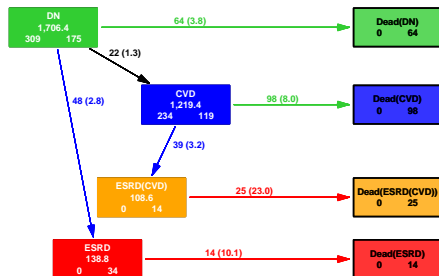 DN
1,706.4
309 175
64 (3.8)
Dead(DN)
0 64
22 (1.3)
48 (2.8)
CVD
1,219.4
234 119
98 (8.0)
Dead(CVD)
0 98
39 (3.2)
ESRD(CVD)
108.6
0 14
25 (23.0)
Dead(ESRD(CVD))
0 25
ESRD
138.8
0 34
14 (10.1)
Dead(ESRD)
0 14